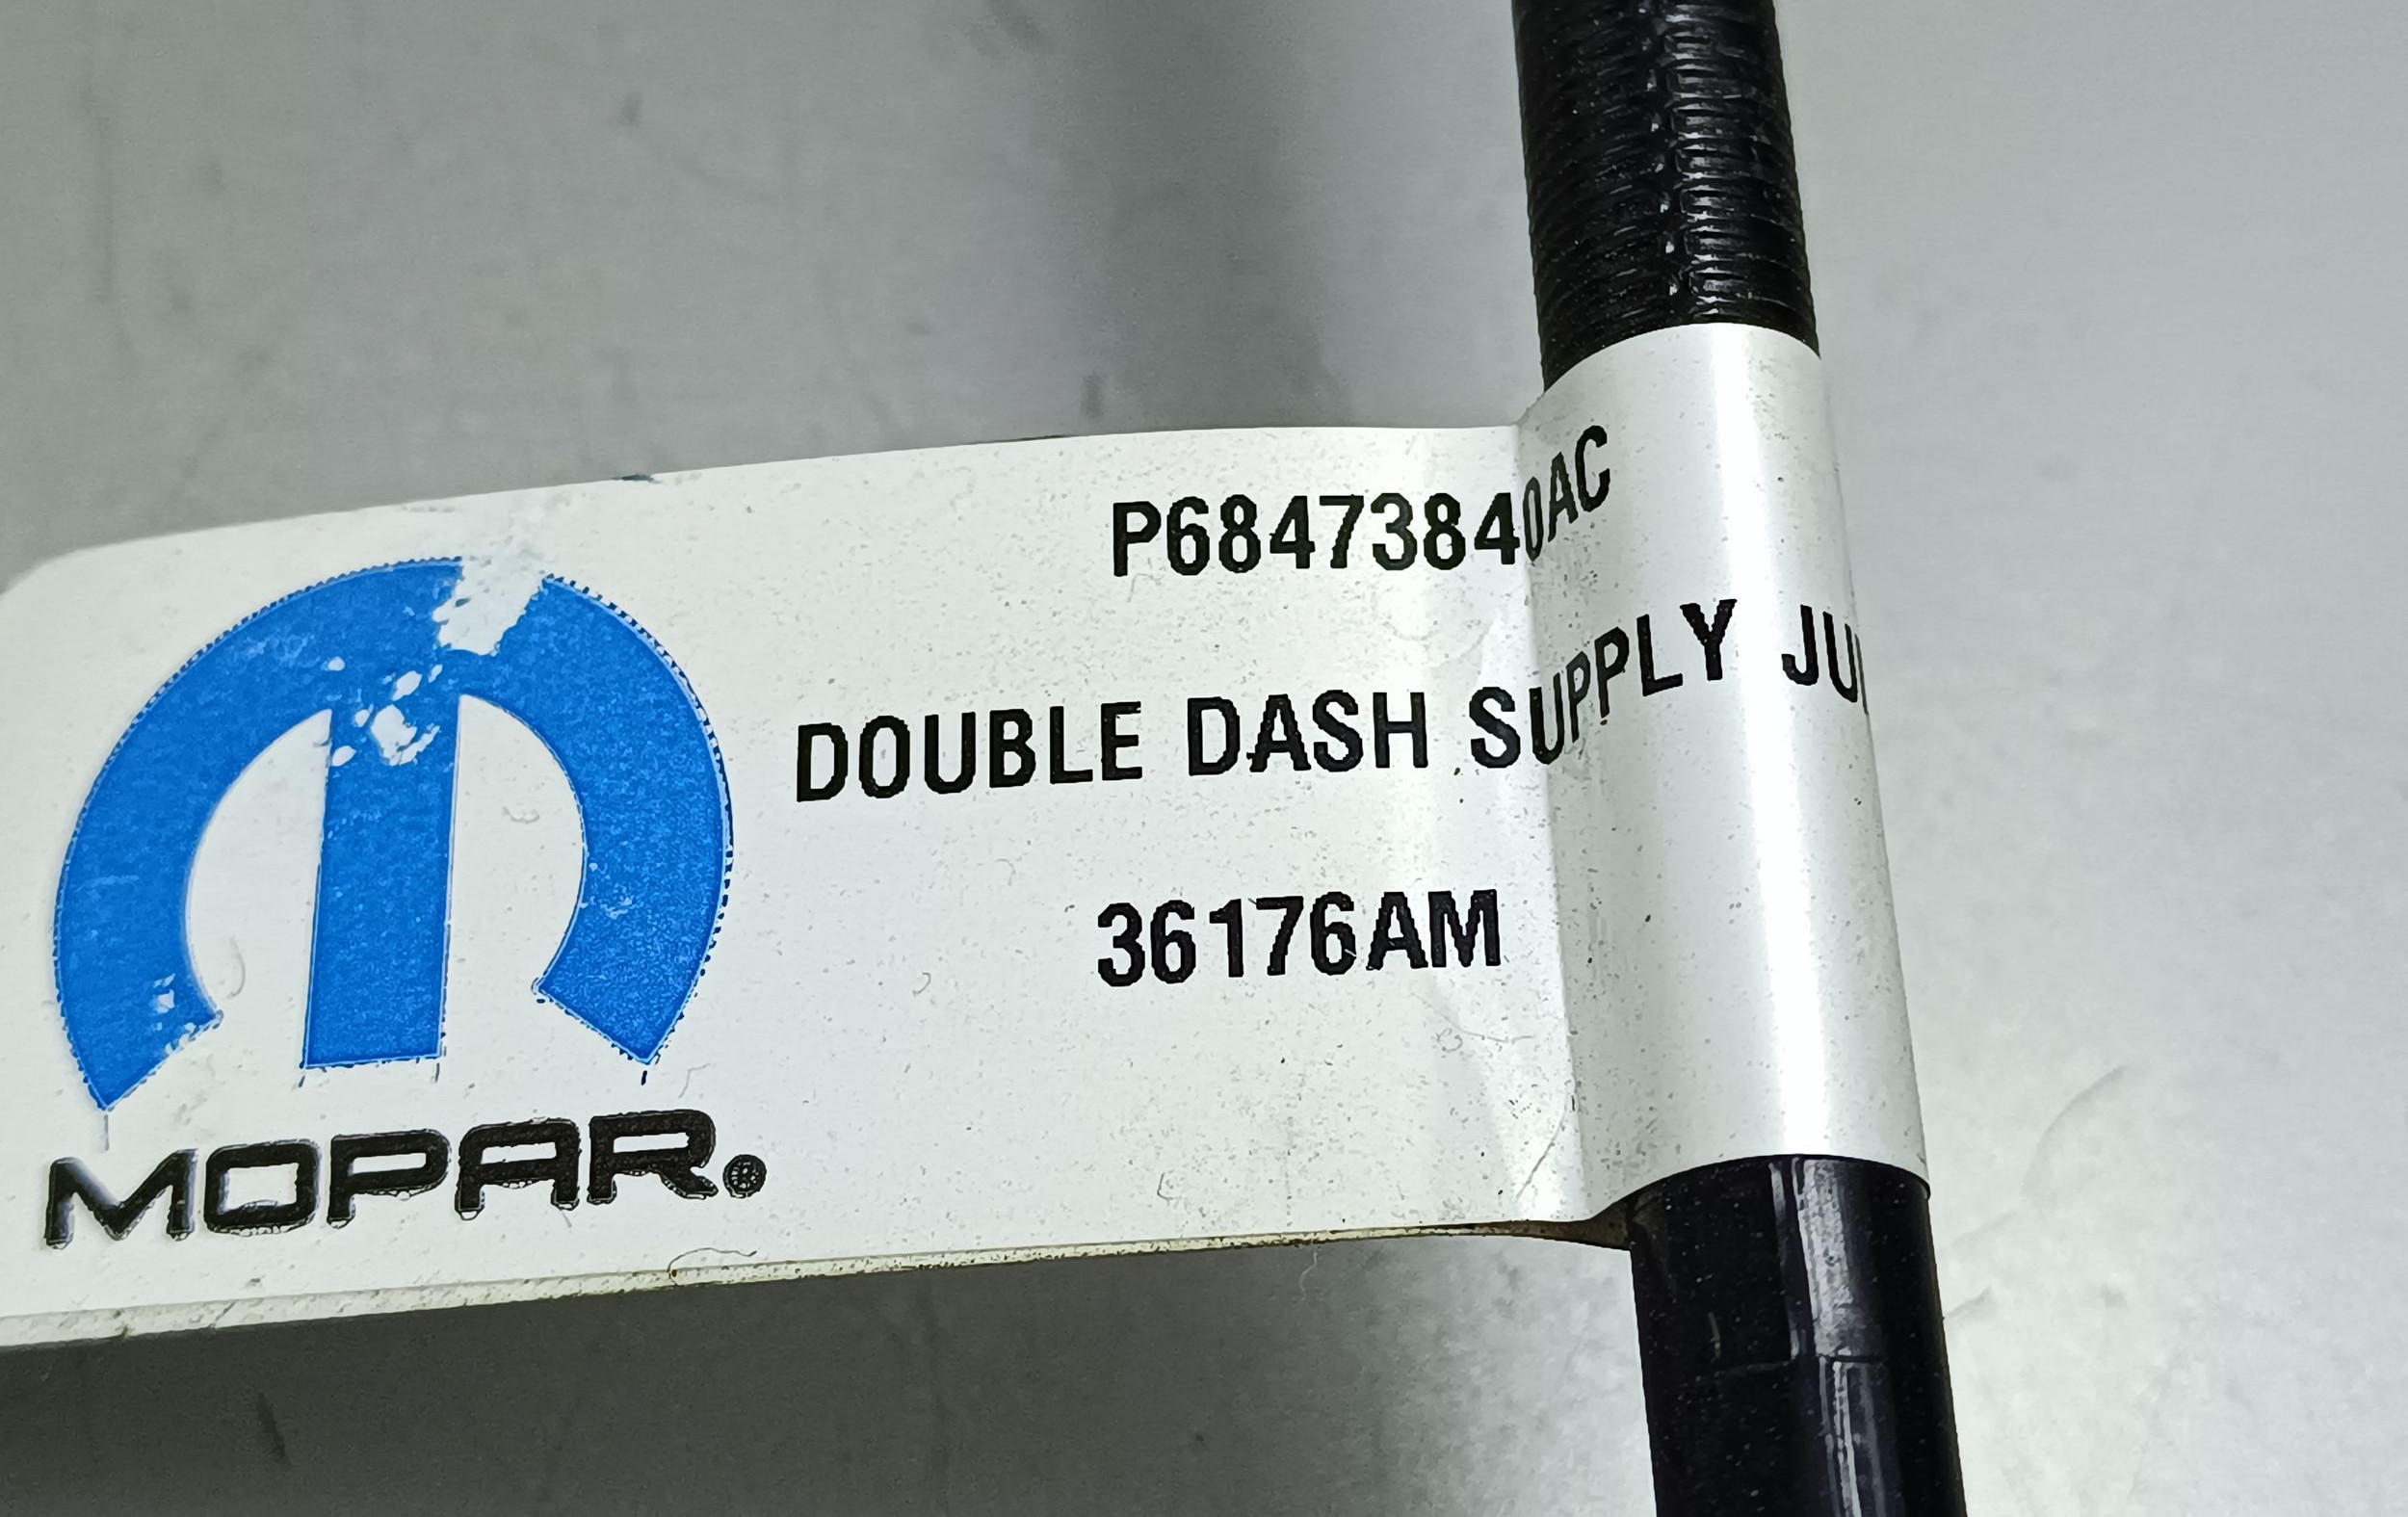 P68473840AC
DOUBLE DASH SUPPLY
36176AM
MOPAR®